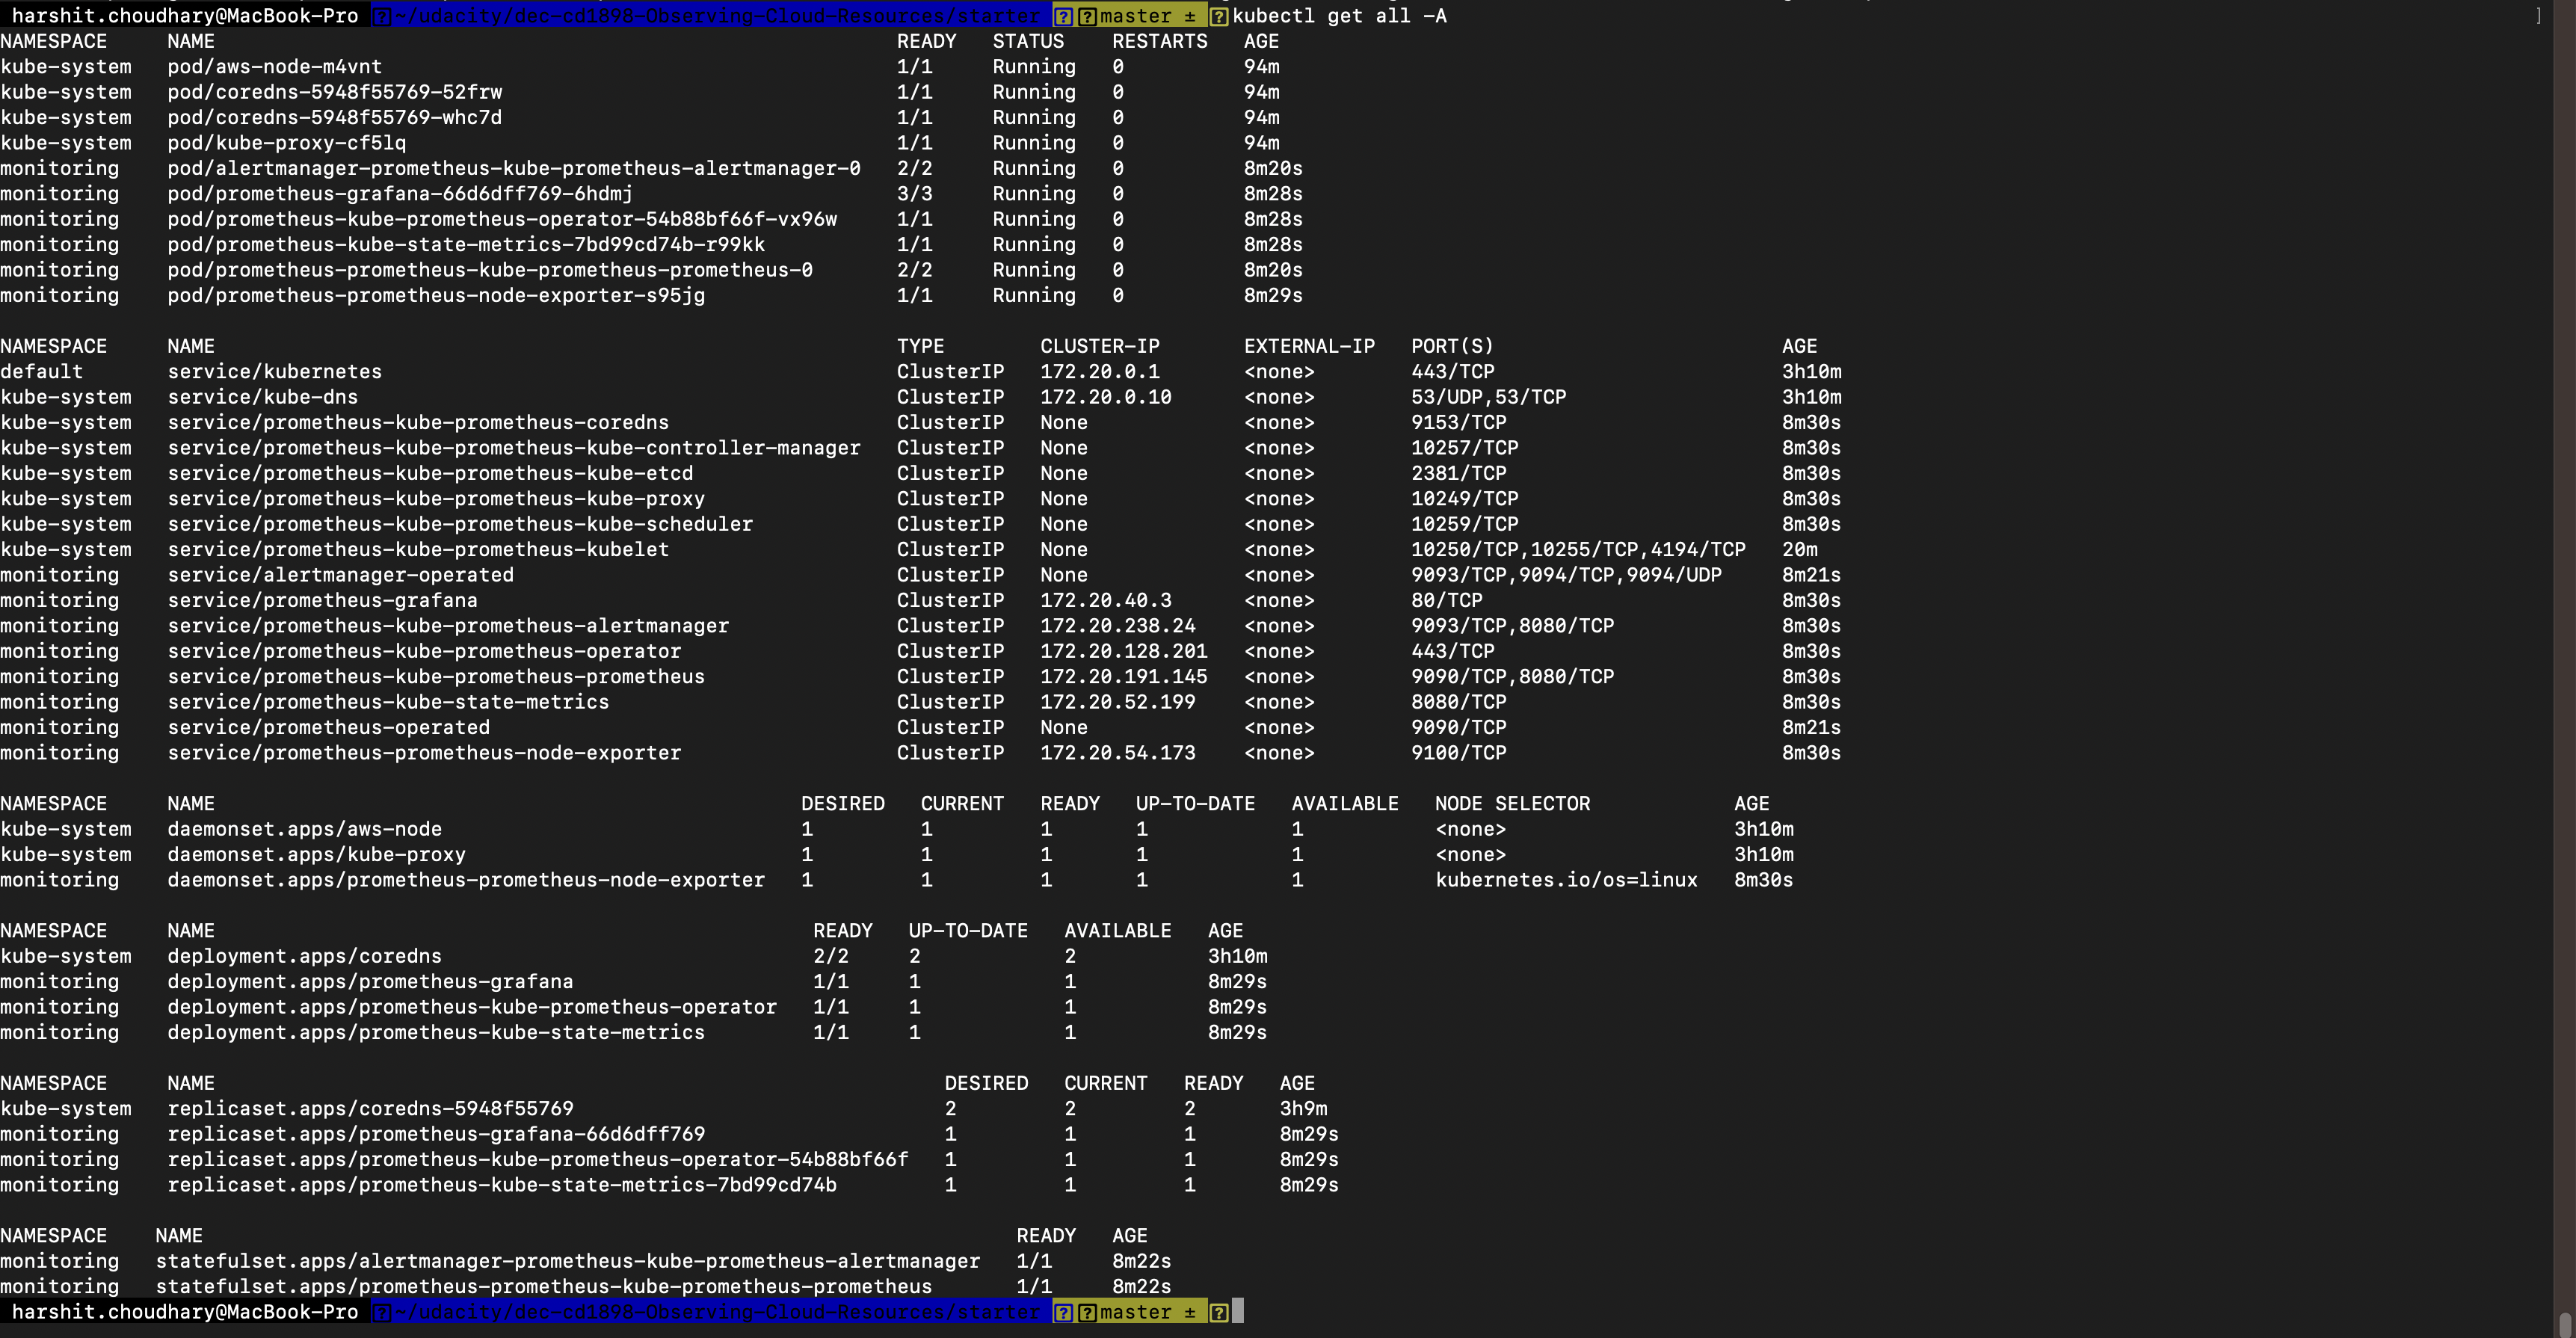 harshit.choudhary@MacBook-Pro ~/udacity/dec-cd1898-Observing-Cloud-Resources/starter master ± kubectl get all -A ]
NAMESPACE NAME READY STATUS RESTARTS AGE
kube-system pod/aws-node-m4vnt 1/1 Running 0 94m
kube-system pod/coredns-5948f55769-52frw 1/1 Running 0 94m
kube-system pod/coredns-5948f55769-whc7d 1/1 Running 0 94m
kube-system pod/kube-proxy-cf5lq 1/1 Running 0 94m
monitoring pod/alertmanager-prometheus-kube-prometheus-alertmanager-0 2/2 Running 0 8m20s
monitoring pod/prometheus-grafana-66d6dff769-6hdmj 3/3 Running 0 8m28s
monitoring pod/prometheus-kube-prometheus-operator-54b88bf66f-vx96w 1/1 Running 0 8m28s
monitoring pod/prometheus-kube-state-metrics-7bd99cd74b-r99kk 1/1 Running 0 8m28s
monitoring pod/prometheus-prometheus-kube-prometheus-prometheus-0 2/2 Running 0 8m20s
monitoring pod/prometheus-prometheus-node-exporter-s95jg 1/1 Running 0 8m29s
NAMESPACE NAME TYPE CLUSTER-IP EXTERNAL-IP PORT(S) AGE
default service/kubernetes ClusterIP 172.20.0.1 <none> 443/TCP 3h10m
kube-system service/kube-dns ClusterIP 172.20.0.10 <none> 53/UDP,53/TCP 3h10m
kube-system service/prometheus-kube-prometheus-coredns ClusterIP None <none> 9153/TCP 8m30s
kube-system service/prometheus-kube-prometheus-kube-controller-manager ClusterIP None <none> 10257/TCP 8m30s
kube-system service/prometheus-kube-prometheus-kube-etcd ClusterIP None <none> 2381/TCP 8m30s
kube-system service/prometheus-kube-prometheus-kube-proxy ClusterIP None <none> 10249/TCP 8m30s
kube-system service/prometheus-kube-prometheus-kube-scheduler ClusterIP None <none> 10259/TCP 8m30s
kube-system service/prometheus-kube-prometheus-kubelet ClusterIP None <none> 10250/TCP,10255/TCP,4194/TCP 20m
monitoring service/alertmanager-operated ClusterIP None <none> 9093/TCP,9094/TCP,9094/UDP 8m21s
monitoring service/prometheus-grafana ClusterIP 172.20.40.3 <none> 80/TCP 8m30s
monitoring service/prometheus-kube-prometheus-alertmanager ClusterIP 172.20.238.24 <none> 9093/TCP,8080/TCP 8m30s
monitoring service/prometheus-kube-prometheus-operator ClusterIP 172.20.128.201 <none> 443/TCP 8m30s
monitoring service/prometheus-kube-prometheus-prometheus ClusterIP 172.20.191.145 <none> 9090/TCP,8080/TCP 8m30s
monitoring service/prometheus-kube-state-metrics ClusterIP 172.20.52.199 <none> 8080/TCP 8m30s
monitoring service/prometheus-operated ClusterIP None <none> 9090/TCP 8m21s
monitoring service/prometheus-prometheus-node-exporter ClusterIP 172.20.54.173 <none> 9100/TCP 8m30s
NAMESPACE NAME DESIRED CURRENT READY UP-TO-DATE AVAILABLE NODE SELECTOR AGE
kube-system daemonset.apps/aws-node 1 1 1 1 1 <none> 3h10m
kube-system daemonset.apps/kube-proxy 1 1 1 1 1 <none> 3h10m
monitoring daemonset.apps/prometheus-prometheus-node-exporter 1 1 1 1 1 kubernetes.io/os=linux 8m30s
NAMESPACE NAME READY UP-TO-DATE AVAILABLE AGE
kube-system deployment.apps/coredns 2/2 2 2 3h10m
monitoring deployment.apps/prometheus-grafana 1/1 1 1 8m29s
monitoring deployment.apps/prometheus-kube-prometheus-operator 1/1 1 1 8m29s
monitoring deployment.apps/prometheus-kube-state-metrics 1/1 1 1 8m29s
NAMESPACE NAME DESIRED CURRENT READY AGE
kube-system replicaset.apps/coredns-5948f55769 2 2 2 3h9m
monitoring replicaset.apps/prometheus-grafana-66d6dff769 1 1 1 8m29s
monitoring replicaset.apps/prometheus-kube-prometheus-operator-54b88bf66f 1 1 1 8m29s
monitoring replicaset.apps/prometheus-kube-state-metrics-7bd99cd74b 1 1 1 8m29s
NAMESPACE NAME READY AGE
monitoring statefulset.apps/alertmanager-prometheus-kube-prometheus-alertmanager 1/1 8m22s
monitoring statefulset.apps/prometheus-prometheus-kube-prometheus-prometheus 1/1 8m22s
harshit.choudhary@MacBook-Pro ~/udacity/dec-cd1898-Observing-Cloud-Resources/starter master ±